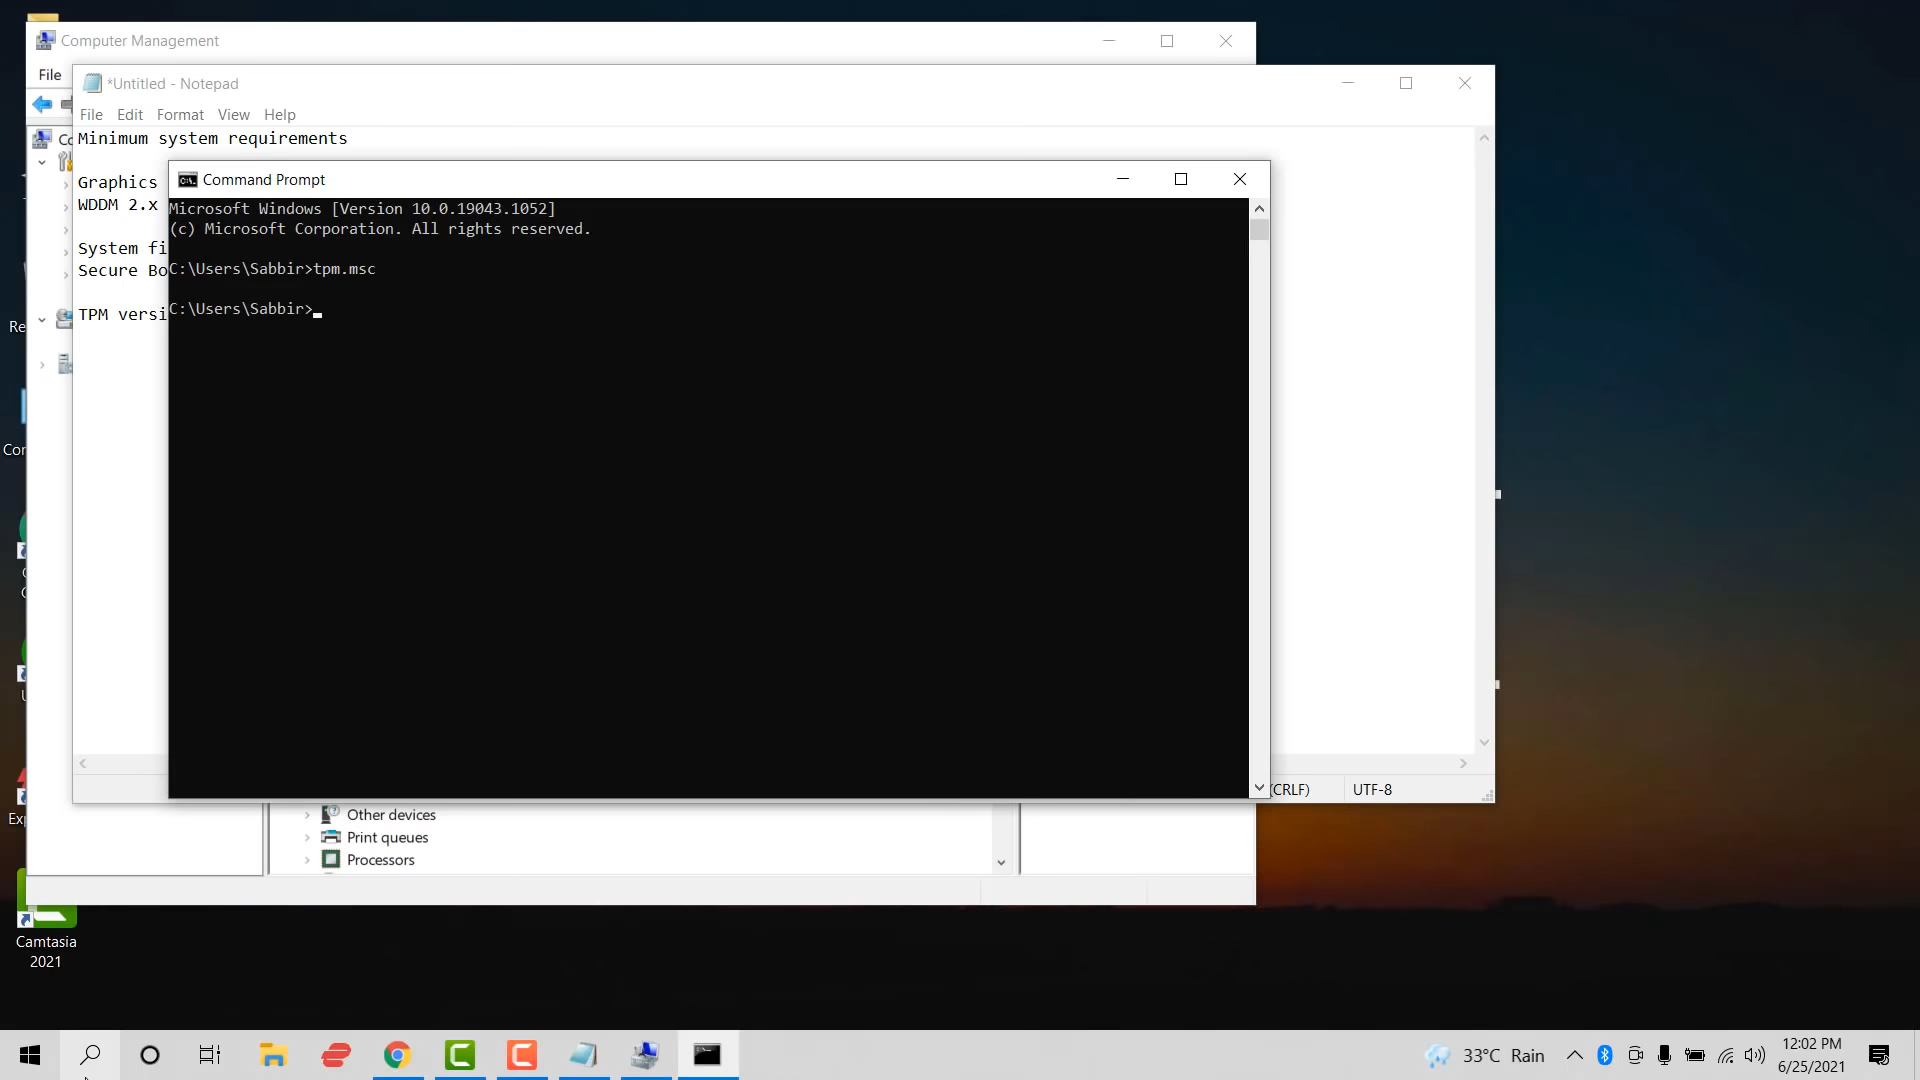 Computer Management
File
*Untitled - Notepad
File Edit Format View Help
Minimum system requirements
Graphics
WDDM 2.x
System fi
Secure Bo
TPM versi
Command Prompt
Microsoft Windows [Version 10.0.19043.1052]
(c) Microsoft Corporation. All rights reserved.
C:\Users\Sabbir>tpm.msc
C:\Users\Sabbir>
(CRLF) UTF-8
Other devices
Print queues
Processors
Camtasia
2021
33°C Rain
12:02 PM
6/25/2021